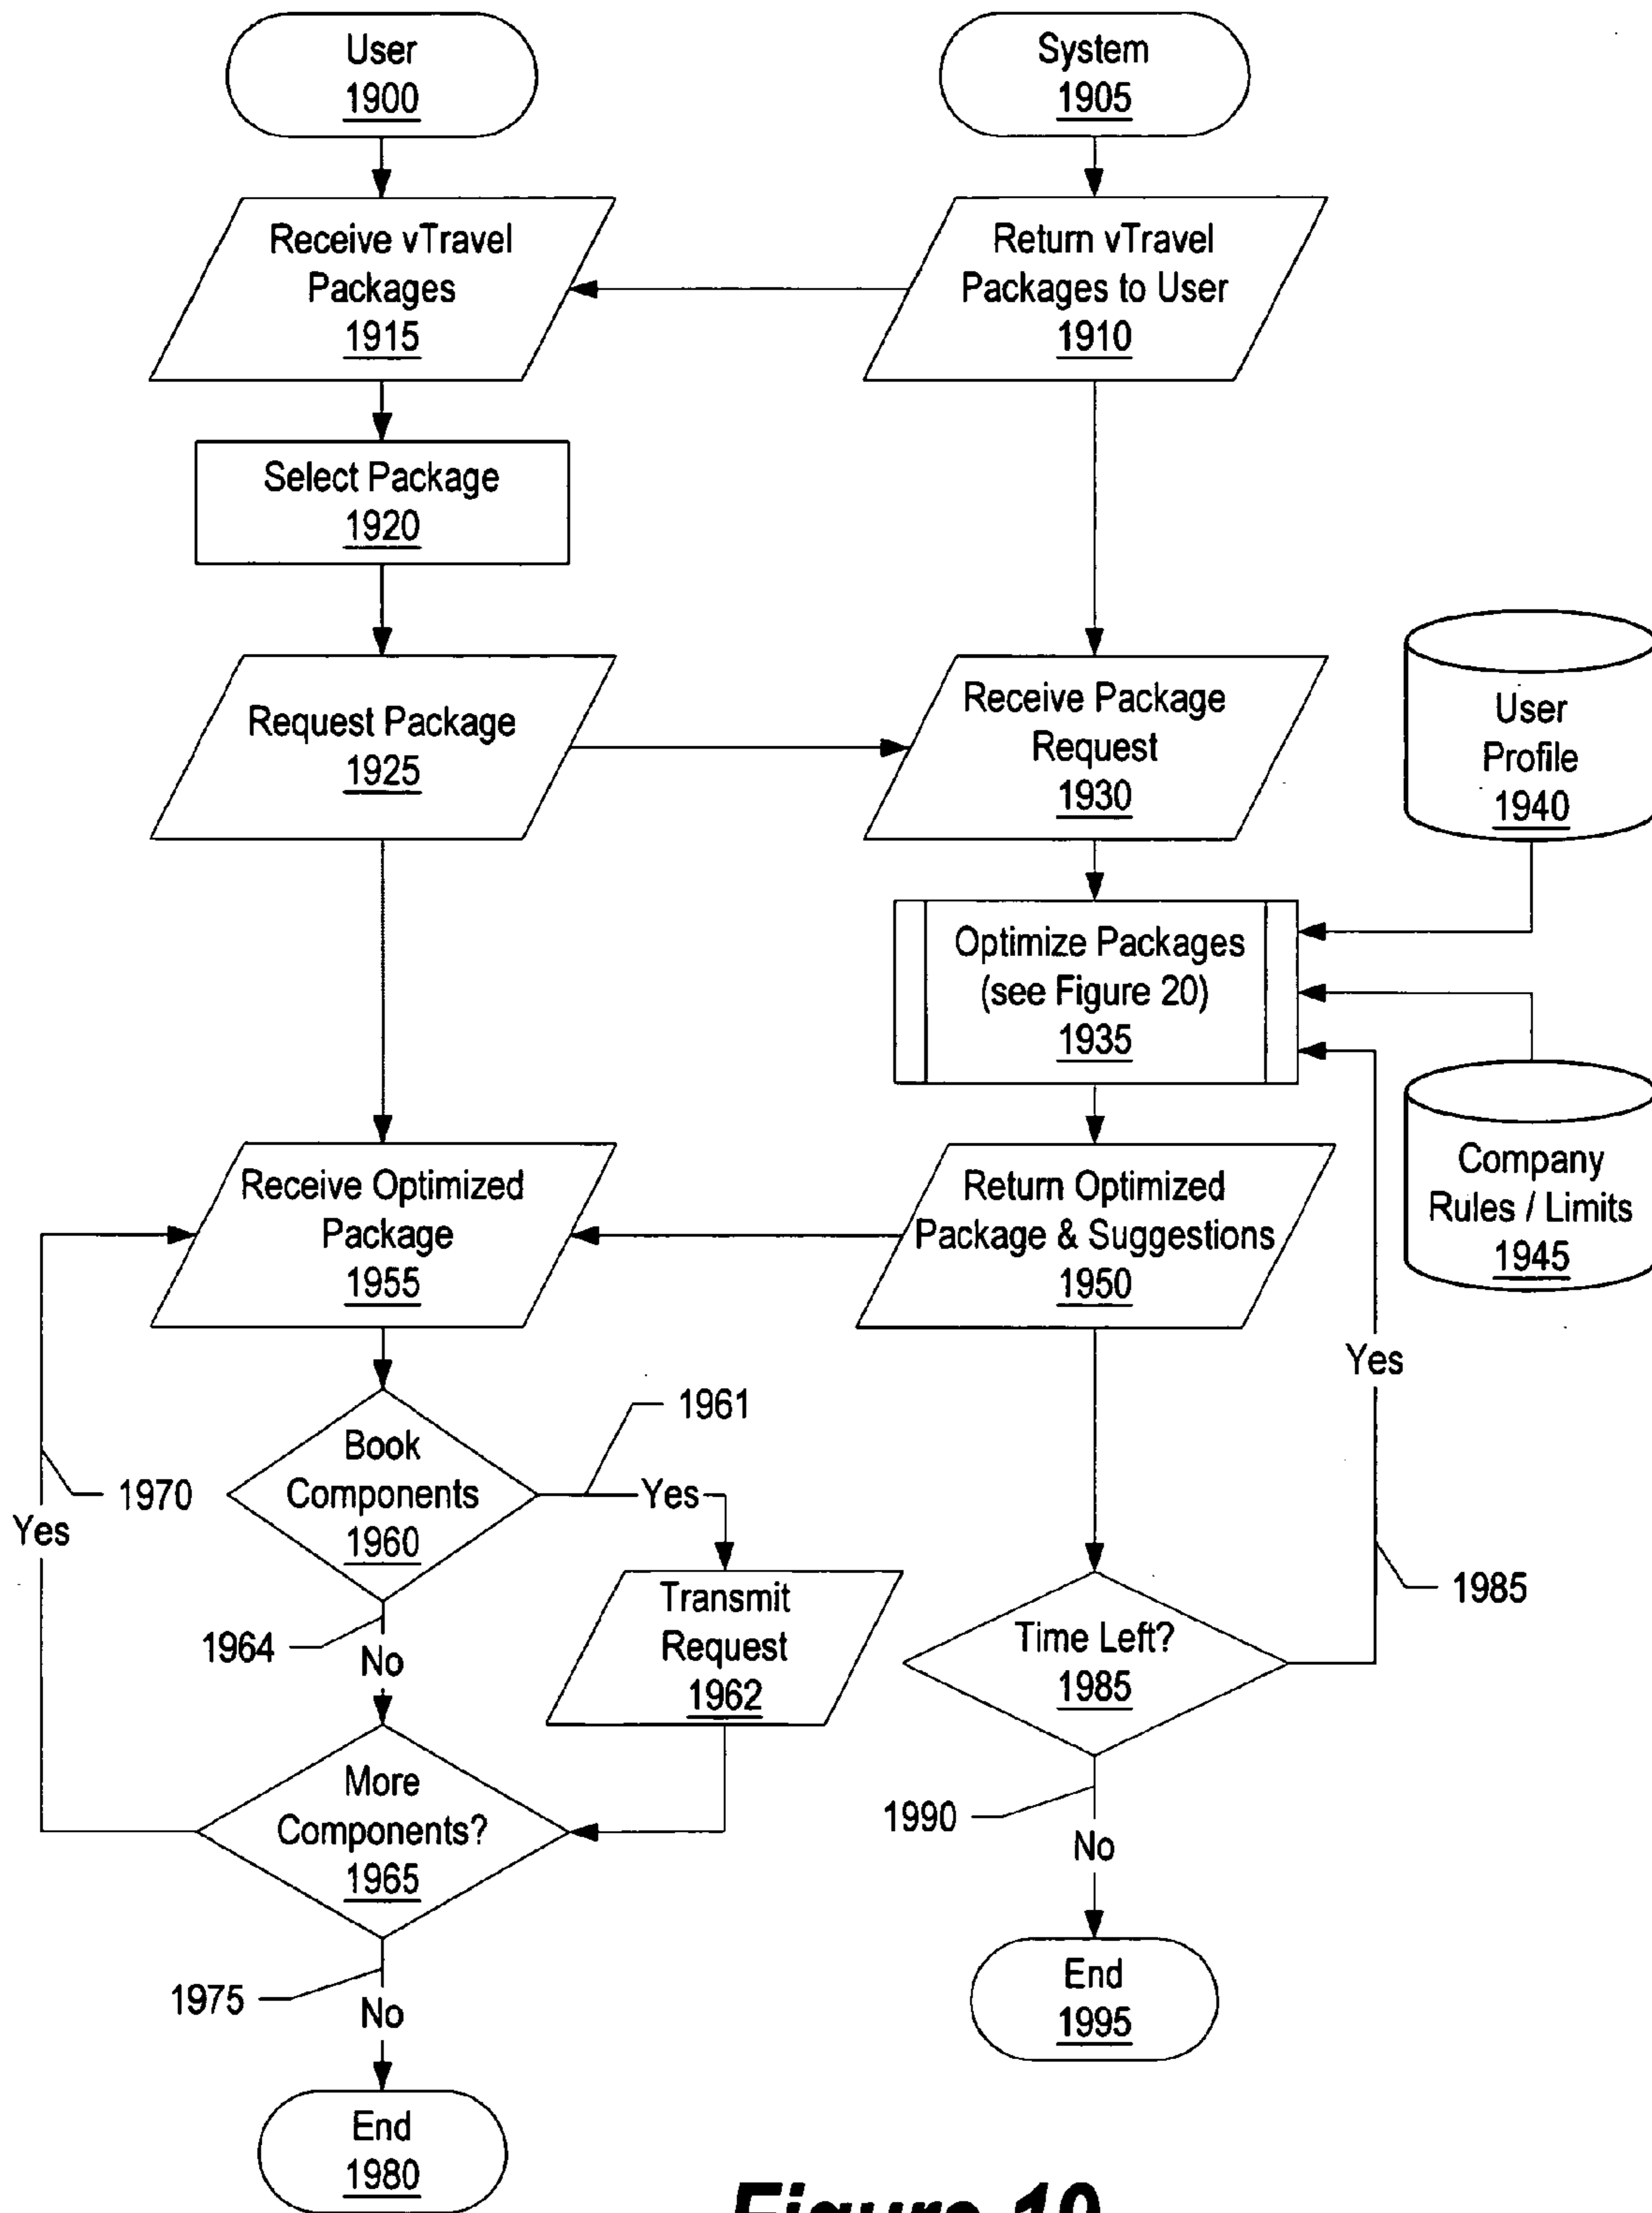 User
1900
System
1905
Receive vTravel
Packages
1915
Return vTravel
Packages to User
1910
Select Package
1920
Request Package
1925
Receive Package
Request
1930
User
Profile
1940
Optimize Packages
(see Figure 20)
1935
Company
Rules / Limits
1945
Receive Optimized
Package
1955
Return Optimized
Package & Suggestions
1950
Yes
1961
Book
Components
1960
Yes
1970
Yes
1964
No
Transmit
Request
1962
Time Left?
1985
1985
More
Components?
1965
1990
No
1975
No
End
1995
End
1980
Figure 19